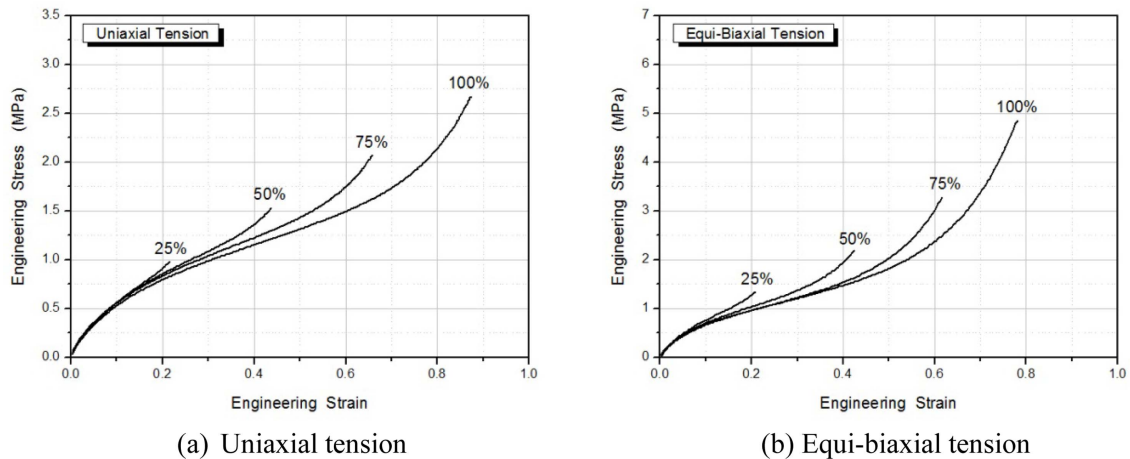 Uniaxial Tension
Engineering Stress (MPa)
3.5
3.0
2.5
2.0
1.5
1.0
0.5
0.0
100%
75%
50%
25%
0.0 0.2 0.4 0.6 0.8 1.0
Engineering Strain
(a) Uniaxial tension
Equi-Biaxial Tension
Engineering Stress (MPa)
7
6
5
4
3
2
1
0
100%
75%
50%
25%
0.0 0.2 0.4 0.6 0.8 1.0
Engineering Strain
(b) Equi-biaxial tension